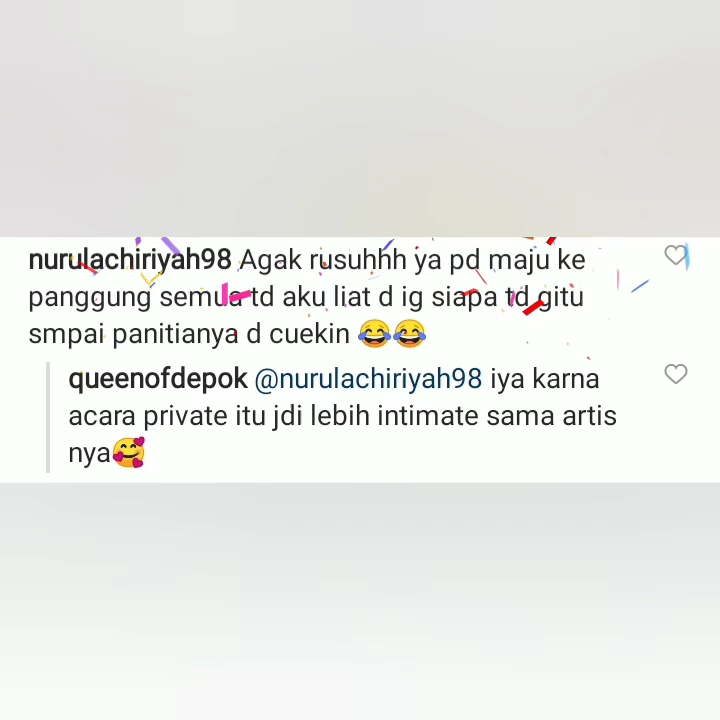 nurulachiriyah98 Agak rusuhhh ya pd maju ke
panggung semula td aku liat d ig siapa td gitu
smpai panitianya d cuekin 😂😂
queenofdepok @nurulachiriyah98 iya karna
acara private itu jdi lebih intimate sama artis
nya🥰